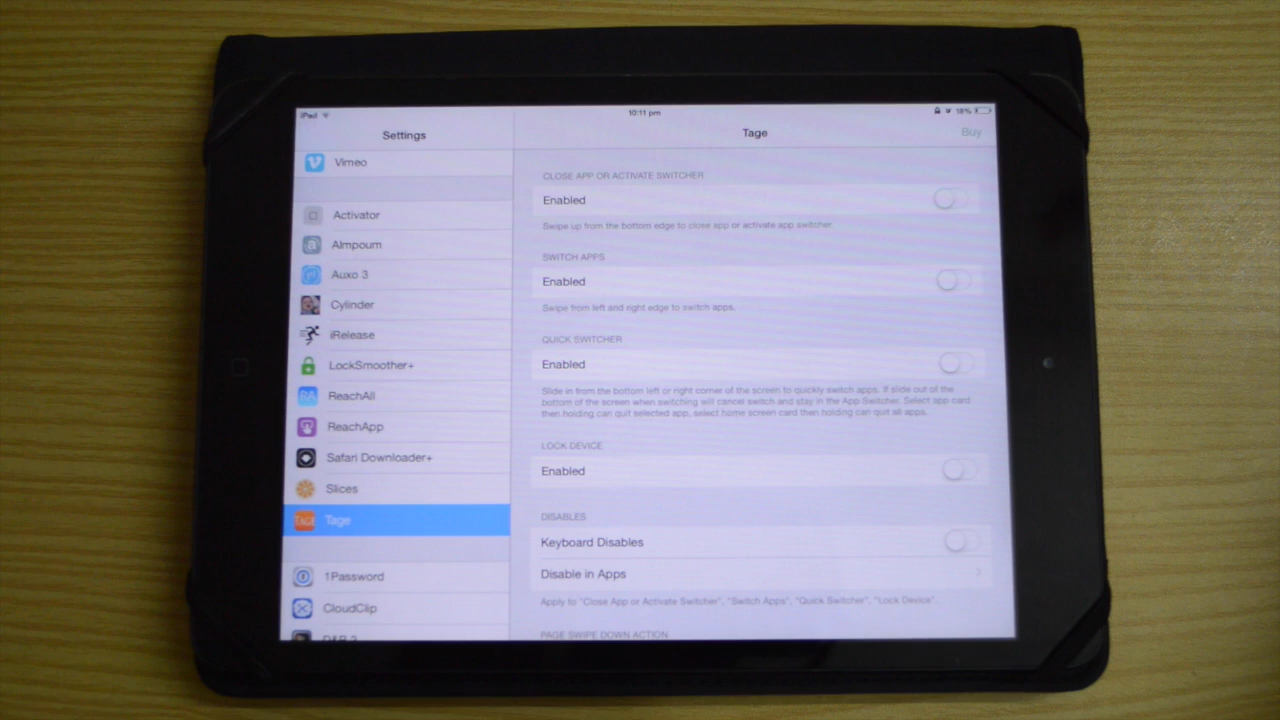 iPad
10:11 pm
18%
Settings
Tage
Buy
Vimeo
Activator
Almpoum
Auxo 3
Cylinder
iRelease
LockSmoother+
ReachAll
ReachApp
Safari Downloader+
Slices
TAGE
Tage
1Password
CloudClip
CLOSE APP OR ACTIVATE SWITCHER
Enabled
Swipe up from the bottom edge to close app or activate app switcher.
SWITCH APPS
Enabled
Swipe from left and right edge to switch apps.
QUICK SWITCHER
Enabled
Slide in from the bottom left or right corner of the screen to quickly switch apps. If slide out of the
bottom of the screen when switching will cancel switch and stay in the App Switcher. Select app card
then holding can quit selected app, select home screen card then holding can quit all apps.
LOCK DEVICE
Enabled
DISABLES
Keyboard Disables
Disable in Apps
Apply to "Close App or Activate Switcher", "Switch Apps", "Quick Switcher", "Lock Device".
PAGE SWIPE DOWN ACTION